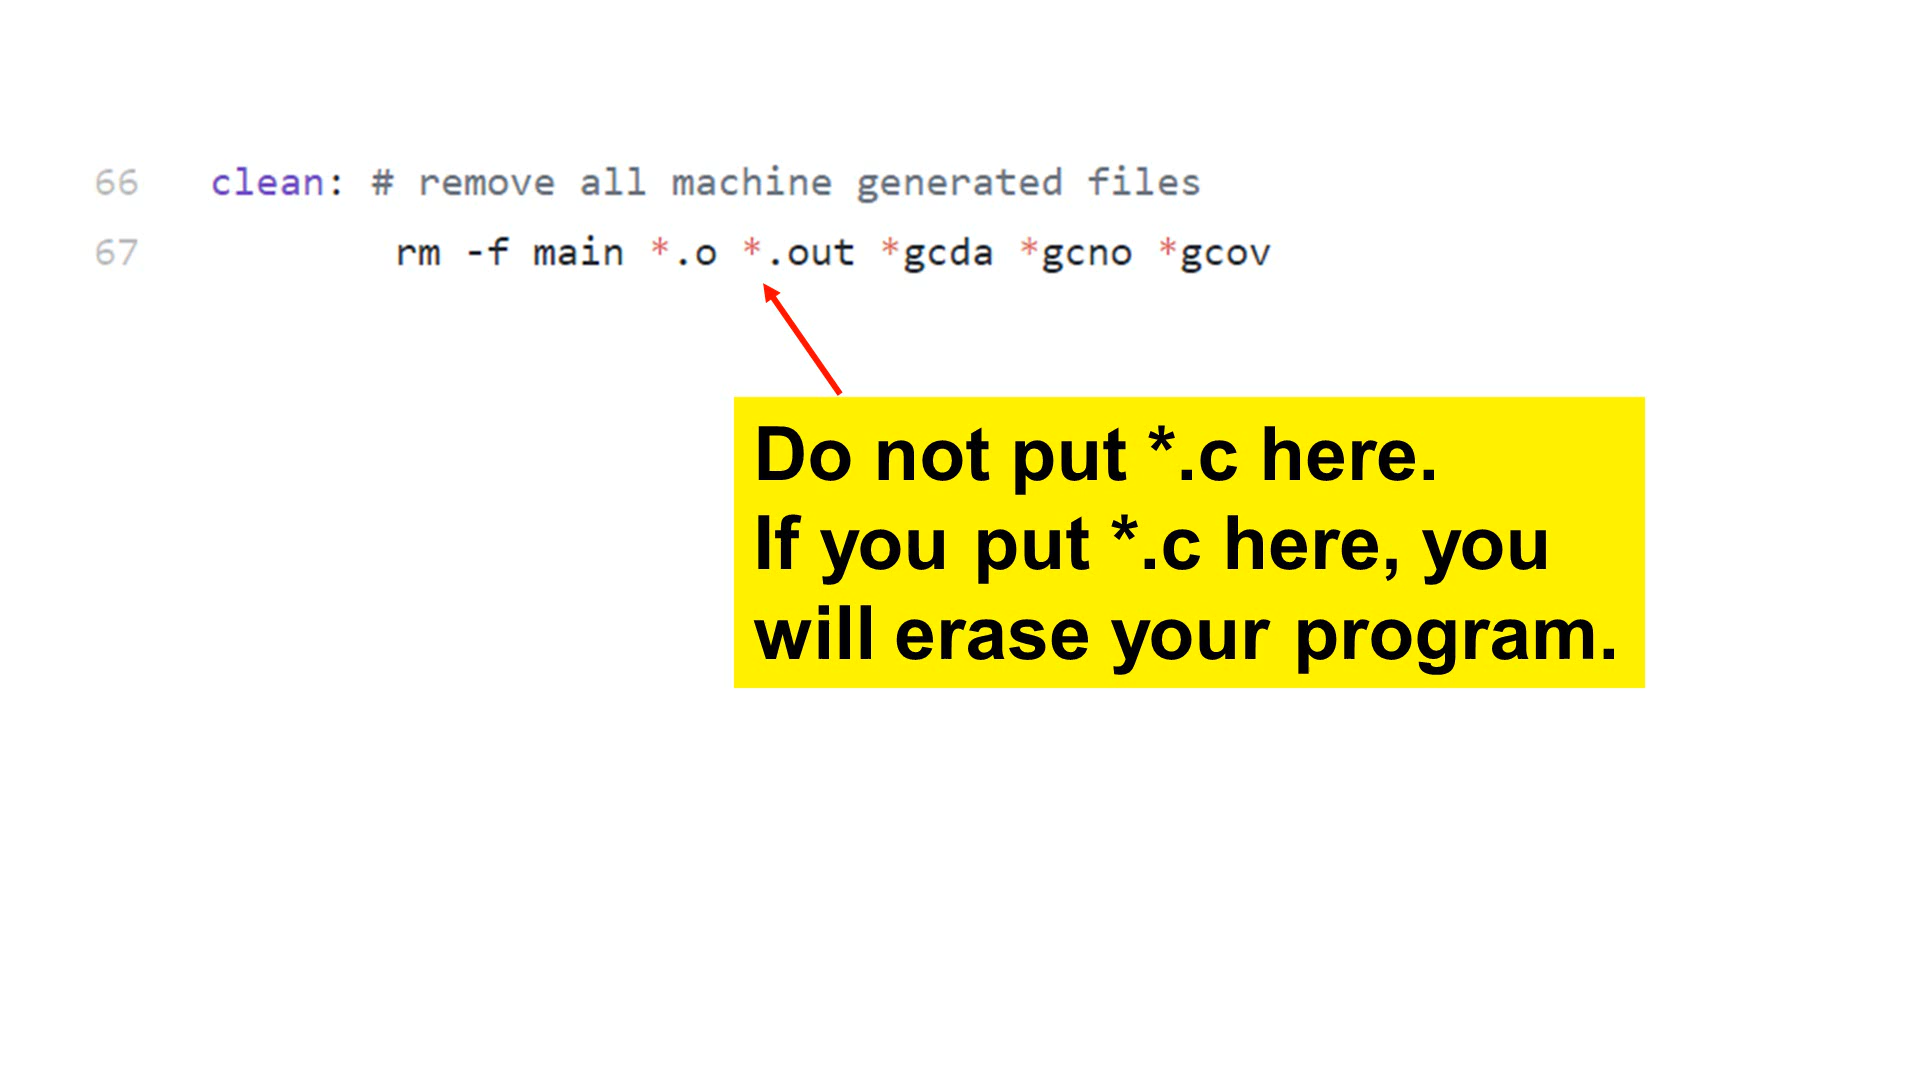 66 clean: # remove all machine generated files
67 rm -f main *.o *.out *gcda *gcno *gcov
Do not put *.c here.
If you put *.c here, you
will erase your program.